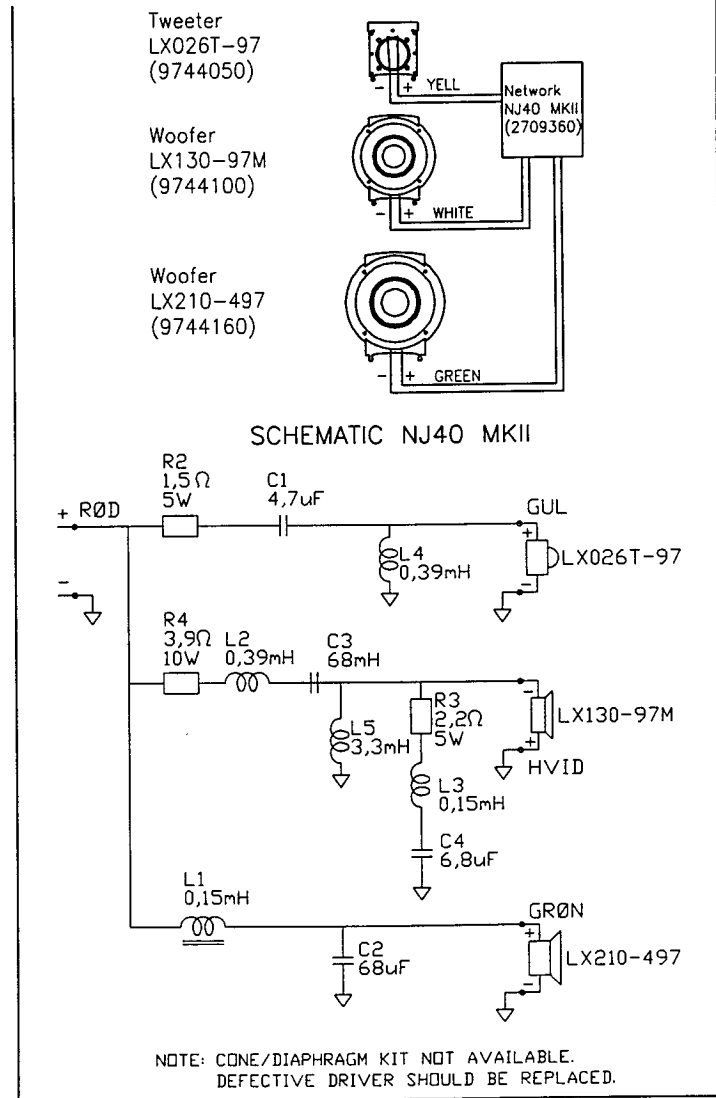 Tweeter
LX026T-97
(9744050)
- + YELL
Network
NJ40 MKII
(2709360)
Woofer
LX130-97M
(9744100)
- + WHITE
Woofer
LX210-497
(9744160)
- + GREEN
SCHEMATIC NJ40 MKII
R2
1,5Ω
5W
C1
4,7uF
+ RØD
-
GUL
+
L4
0,39mH
LX026T-97
-
R4
3,9Ω
10W
L2
0,39mH
C3
68mH
-
R3
2,2Ω
5W
LX130-97M
L5
3,3mH
+
HVID
L3
0,15mH
C4
6,8uF
L1
0,15mH
GRØN
+
C2
68uF
LX210-497
-
NOTE: CONE/DIAPHRAGM KIT NOT AVAILABLE.
DEFECTIVE DRIVER SHOULD BE REPLACED.